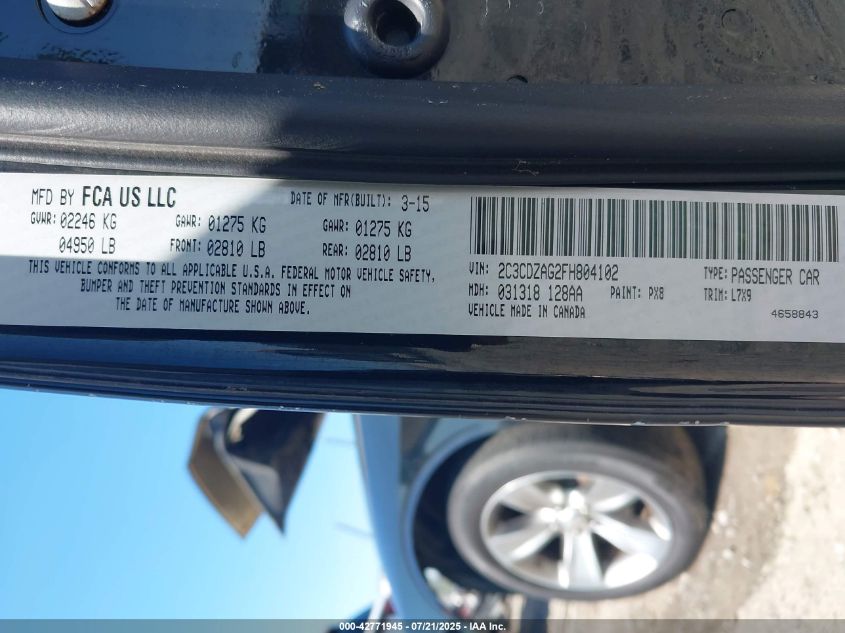 MFD BY FCA US LLC DATE OF MFR(BUILT): 3-15
GVWR: 02246 KG GAWR: 01275 KG GAWR: 01275 KG
04950 LB FRONT: 02810 LB REAR: 02810 LB
THIS VEHICLE CONFORMS TO ALL APPLICABLE U.S.A. FEDERAL MOTOR VEHICLE SAFETY,
BUMPER AND THEFT PREVENTION STANDARDS IN EFFECT ON
THE DATE OF MANUFACTURE SHOWN ABOVE.
VIN: 2C3CDZAG2FH804102 TYPE: PASSENGER CAR
MDH: 031318 128AA PAINT: PX8 TRIM: L7X9
VEHICLE MADE IN CANADA 4658843
000-42771945 - 07/21/2025 - IAA Inc.